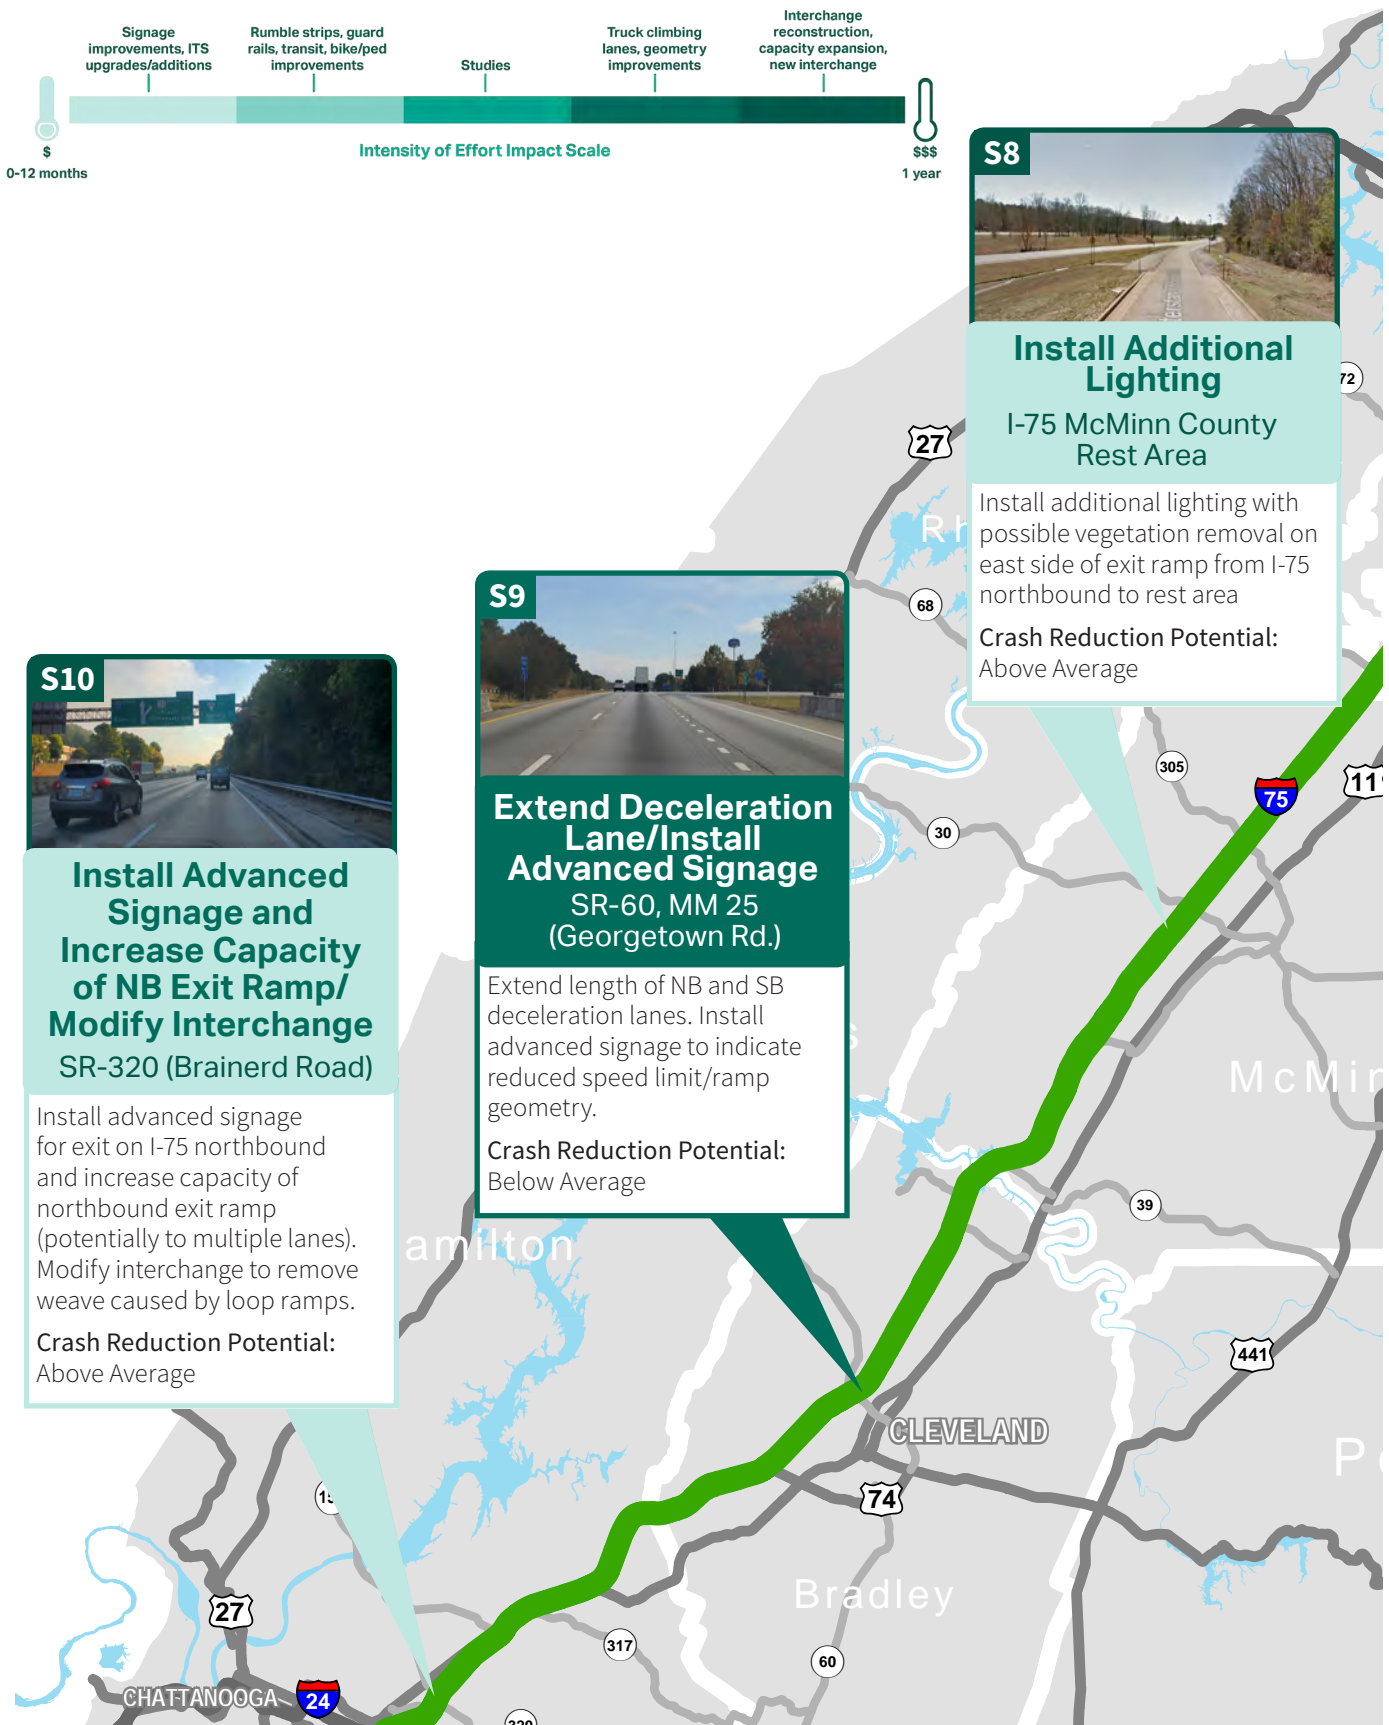 Signage
improvements, ITS
upgrades/additions
Rumble strips, guard
rails, transit, bike/ped
improvements
Studies
Truck climbing
lanes, geometry
improvements
Interchange
reconstruction,
capacity expansion,
new interchange
$
0-12 months
Intensity of Effort Impact Scale
$$$
1 year
S8
Install Additional
Lighting
I-75 McMinn County
Rest Area
Install additional lighting with
possible vegetation removal on
east side of exit ramp from I-75
northbound to rest area
Crash Reduction Potential:
Above Average
S9
Extend Deceleration
Lane/Install
Advanced Signage
SR-60, MM 25
(Georgetown Rd.)
Extend length of NB and SB
deceleration lanes. Install
advanced signage to indicate
reduced speed limit/ramp
geometry.
Crash Reduction Potential:
Below Average
S10
Install Advanced
Signage and
Increase Capacity
of NB Exit Ramp/
Modify Interchange
SR-320 (Brainerd Road)
Install advanced signage
for exit on I-75 northbound
and increase capacity of
northbound exit ramp
(potentially to multiple lanes).
Modify interchange to remove
weave caused by loop ramps.
Crash Reduction Potential:
Above Average
72
27
Rh
68
305
75
11
30
s
McMin
39
amilton
441
CLEVELAND
P
74
15
Bradley
27
317
60
CHATTANOOGA
24
320